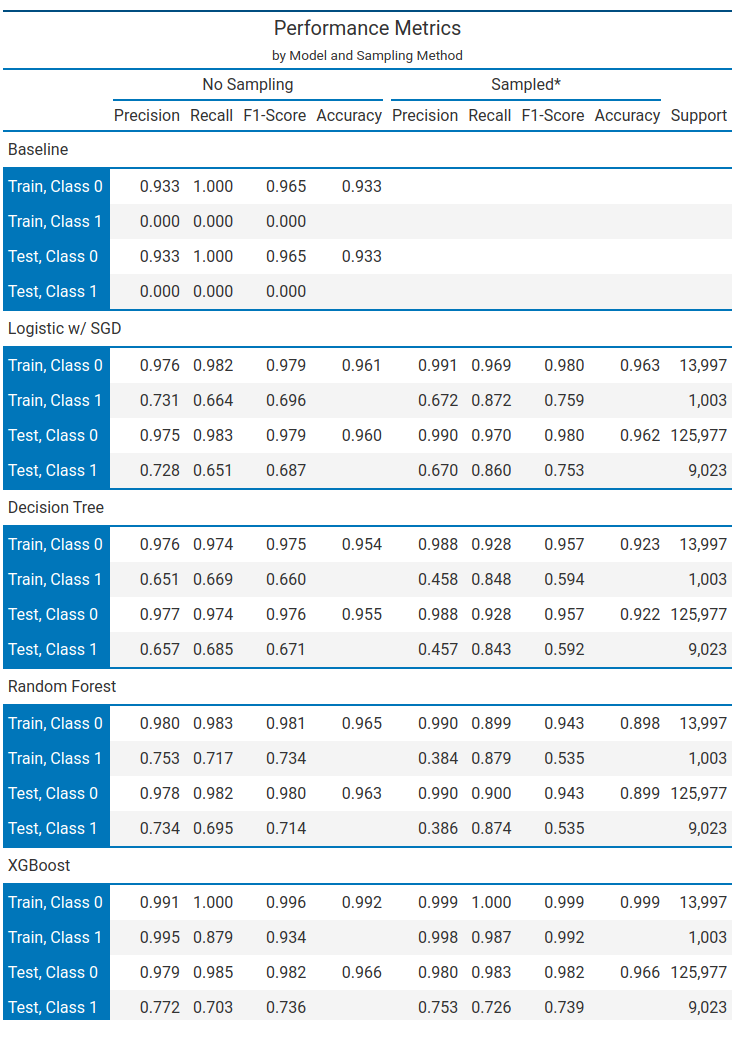 Performance Metrics
by Model and Sampling Method
No Sampling Sampled*
Precision Recall F1-Score Accuracy Precision Recall F1-Score Accuracy Support
Baseline
Train, Class 0 0.933 1.000 0.965 0.933
Train, Class 1 0.000 0.000 0.000
Test, Class 0 0.933 1.000 0.965 0.933
Test, Class 1 0.000 0.000 0.000
Logistic w/ SGD
Train, Class 0 0.976 0.982 0.979 0.961 0.991 0.969 0.980 0.963 13,997
Train, Class 1 0.731 0.664 0.696 0.672 0.872 0.759 1,003
Test, Class 0 0.975 0.983 0.979 0.960 0.990 0.970 0.980 0.962 125,977
Test, Class 1 0.728 0.651 0.687 0.670 0.860 0.753 9,023
Decision Tree
Train, Class 0 0.976 0.974 0.975 0.954 0.988 0.928 0.957 0.923 13,997
Train, Class 1 0.651 0.669 0.660 0.458 0.848 0.594 1,003
Test, Class 0 0.977 0.974 0.976 0.955 0.988 0.928 0.957 0.922 125,977
Test, Class 1 0.657 0.685 0.671 0.457 0.843 0.592 9,023
Random Forest
Train, Class 0 0.980 0.983 0.981 0.965 0.990 0.899 0.943 0.898 13,997
Train, Class 1 0.753 0.717 0.734 0.384 0.879 0.535 1,003
Test, Class 0 0.978 0.982 0.980 0.963 0.990 0.900 0.943 0.899 125,977
Test, Class 1 0.734 0.695 0.714 0.386 0.874 0.535 9,023
XGBoost
Train, Class 0 0.991 1.000 0.996 0.992 0.999 1.000 0.999 0.999 13,997
Train, Class 1 0.995 0.879 0.934 0.998 0.987 0.992 1,003
Test, Class 0 0.979 0.985 0.982 0.966 0.980 0.983 0.982 0.966 125,977
Test, Class 1 0.772 0.703 0.736 0.753 0.726 0.739 9,023